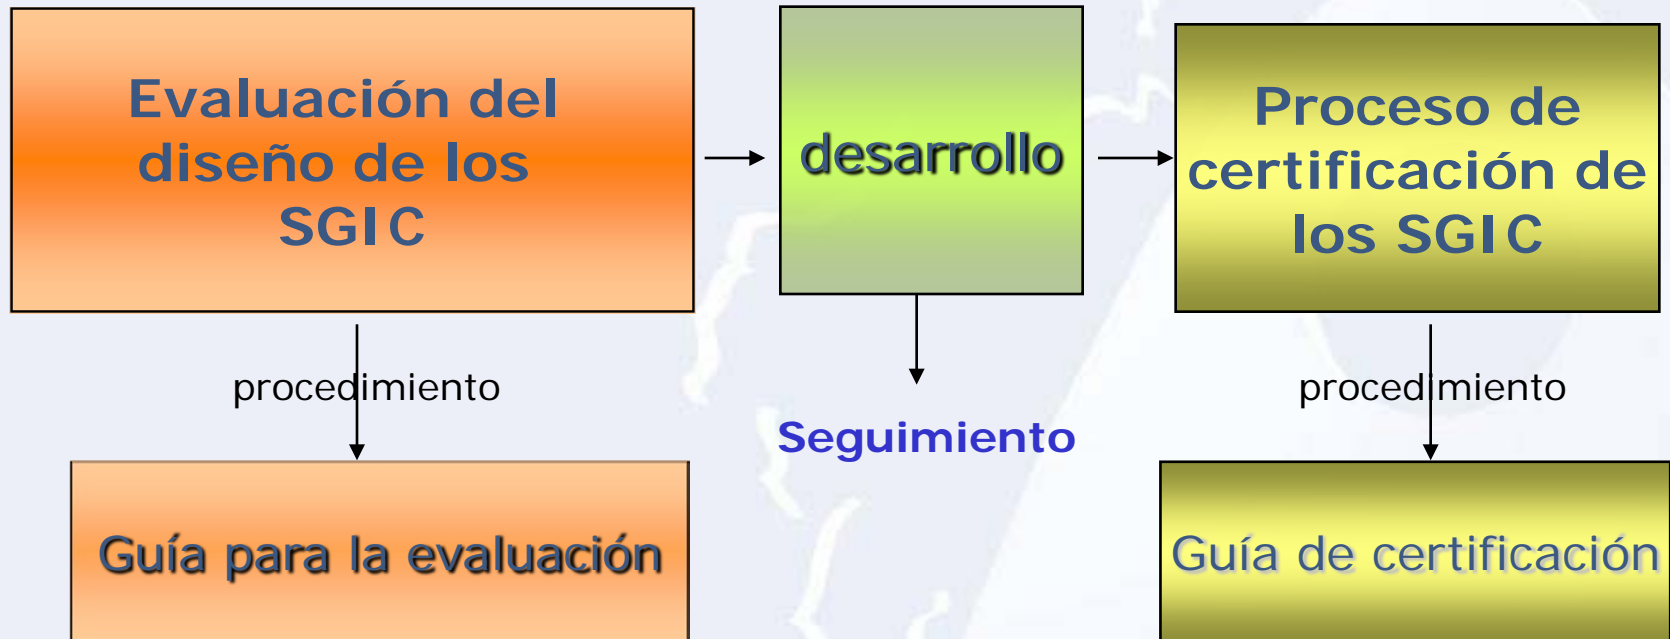 Evaluación del
diseño de los
SGIC
desarrollo
Proceso de
certificación de
los SGIC
procedimiento
Seguimiento
procedimiento
Guía para la evaluación
Guía de certificación